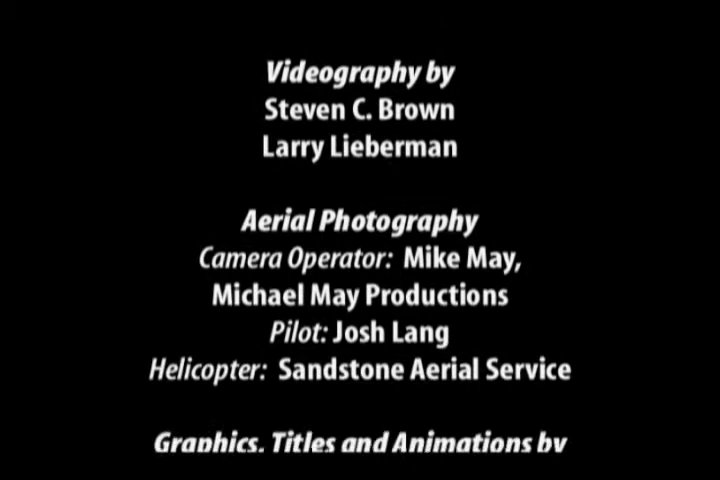 Videography by
Steven C. Brown
Larry Lieberman
Aerial Photography
Camera Operator: Mike May,
Michael May Productions
Pilot: Josh Lang
Helicopter: Sandstone Aerial Service
Graphics, Titles and Animations by